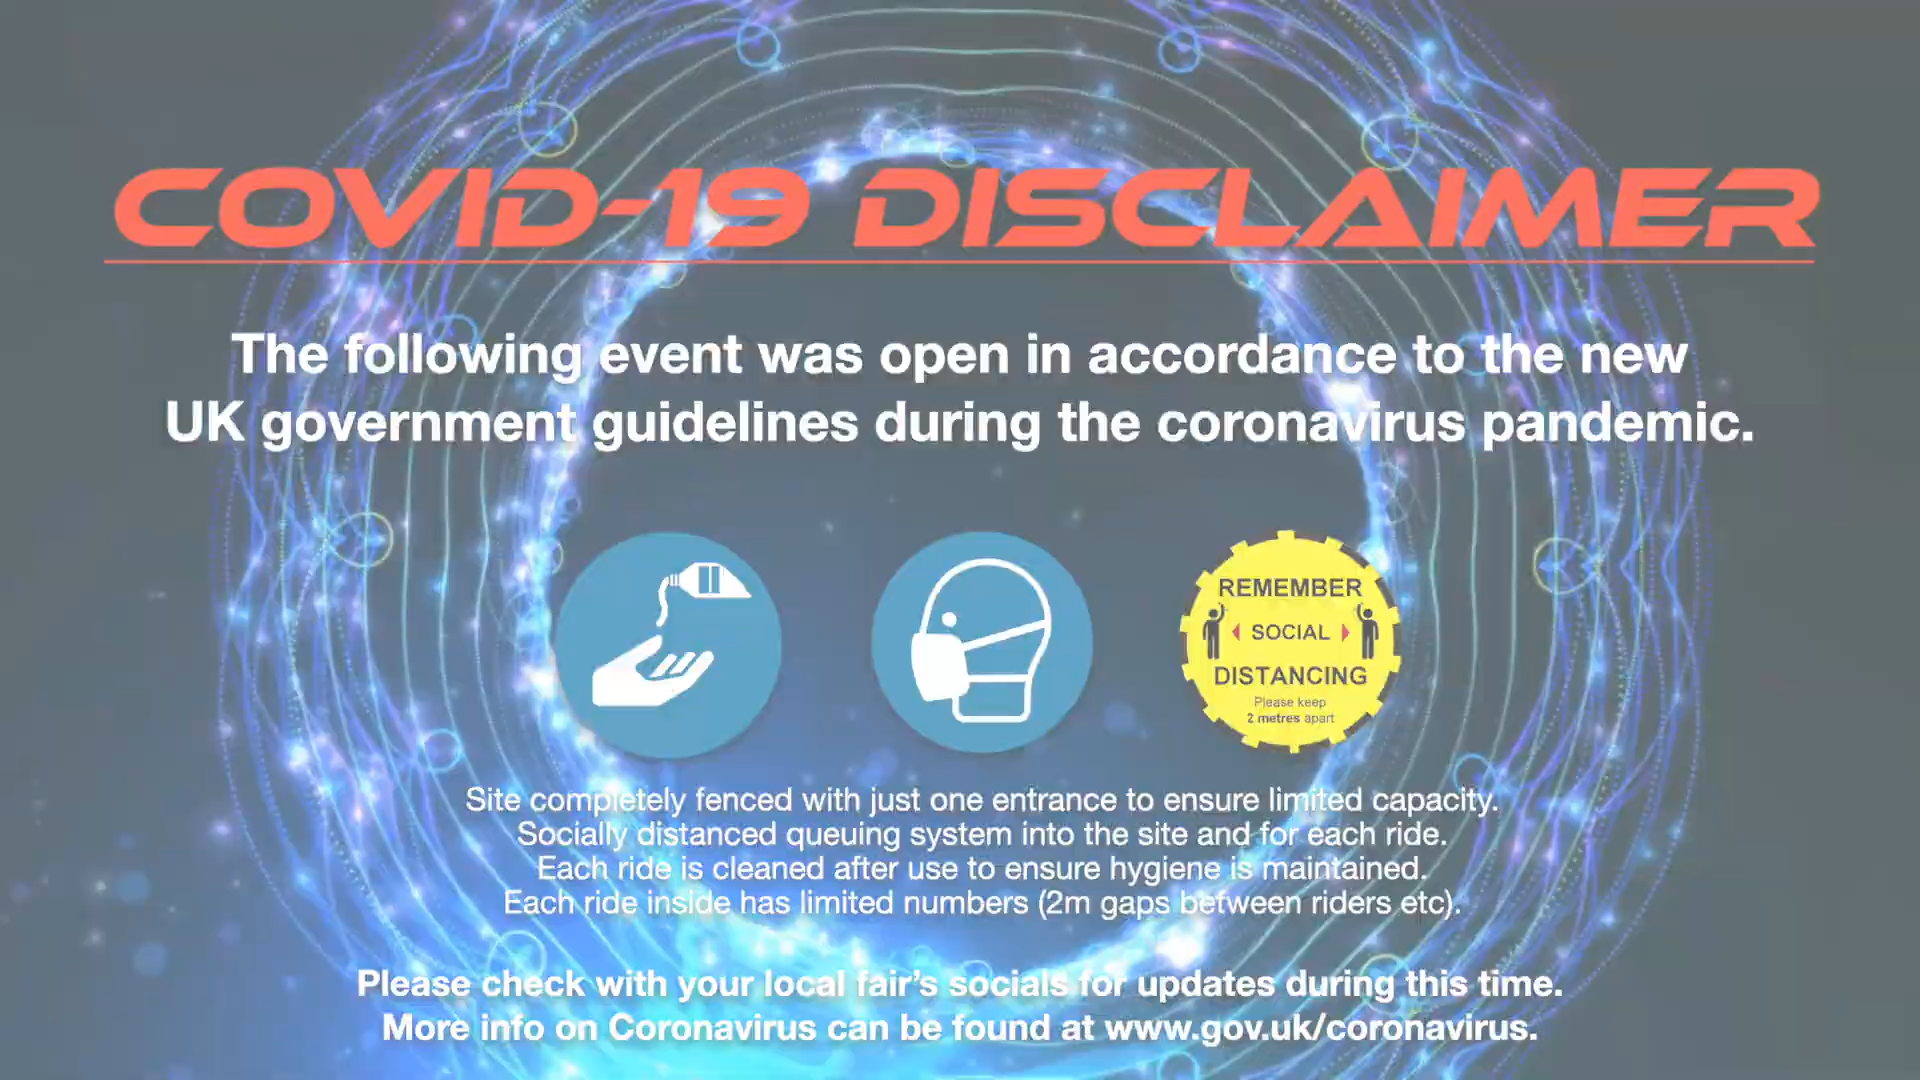 COVID-19 DISCLAIMER
The following event was open in accordance to the new
UK government guidelines during the coronavirus pandemic.
REMEMBER
SOCIAL
DISTANCING
Please keep
2 metres apart
Site completely fenced with just one entrance to ensure limited capacity.
Socially distanced queuing system into the site and for each ride.
Each ride is cleaned after use to ensure hygiene is maintained.
Each ride inside has limited numbers (2m gaps between riders etc).
Please check with your local fair’s socials for updates during this time.
More info on Coronavirus can be found at www.gov.uk/coronavirus.